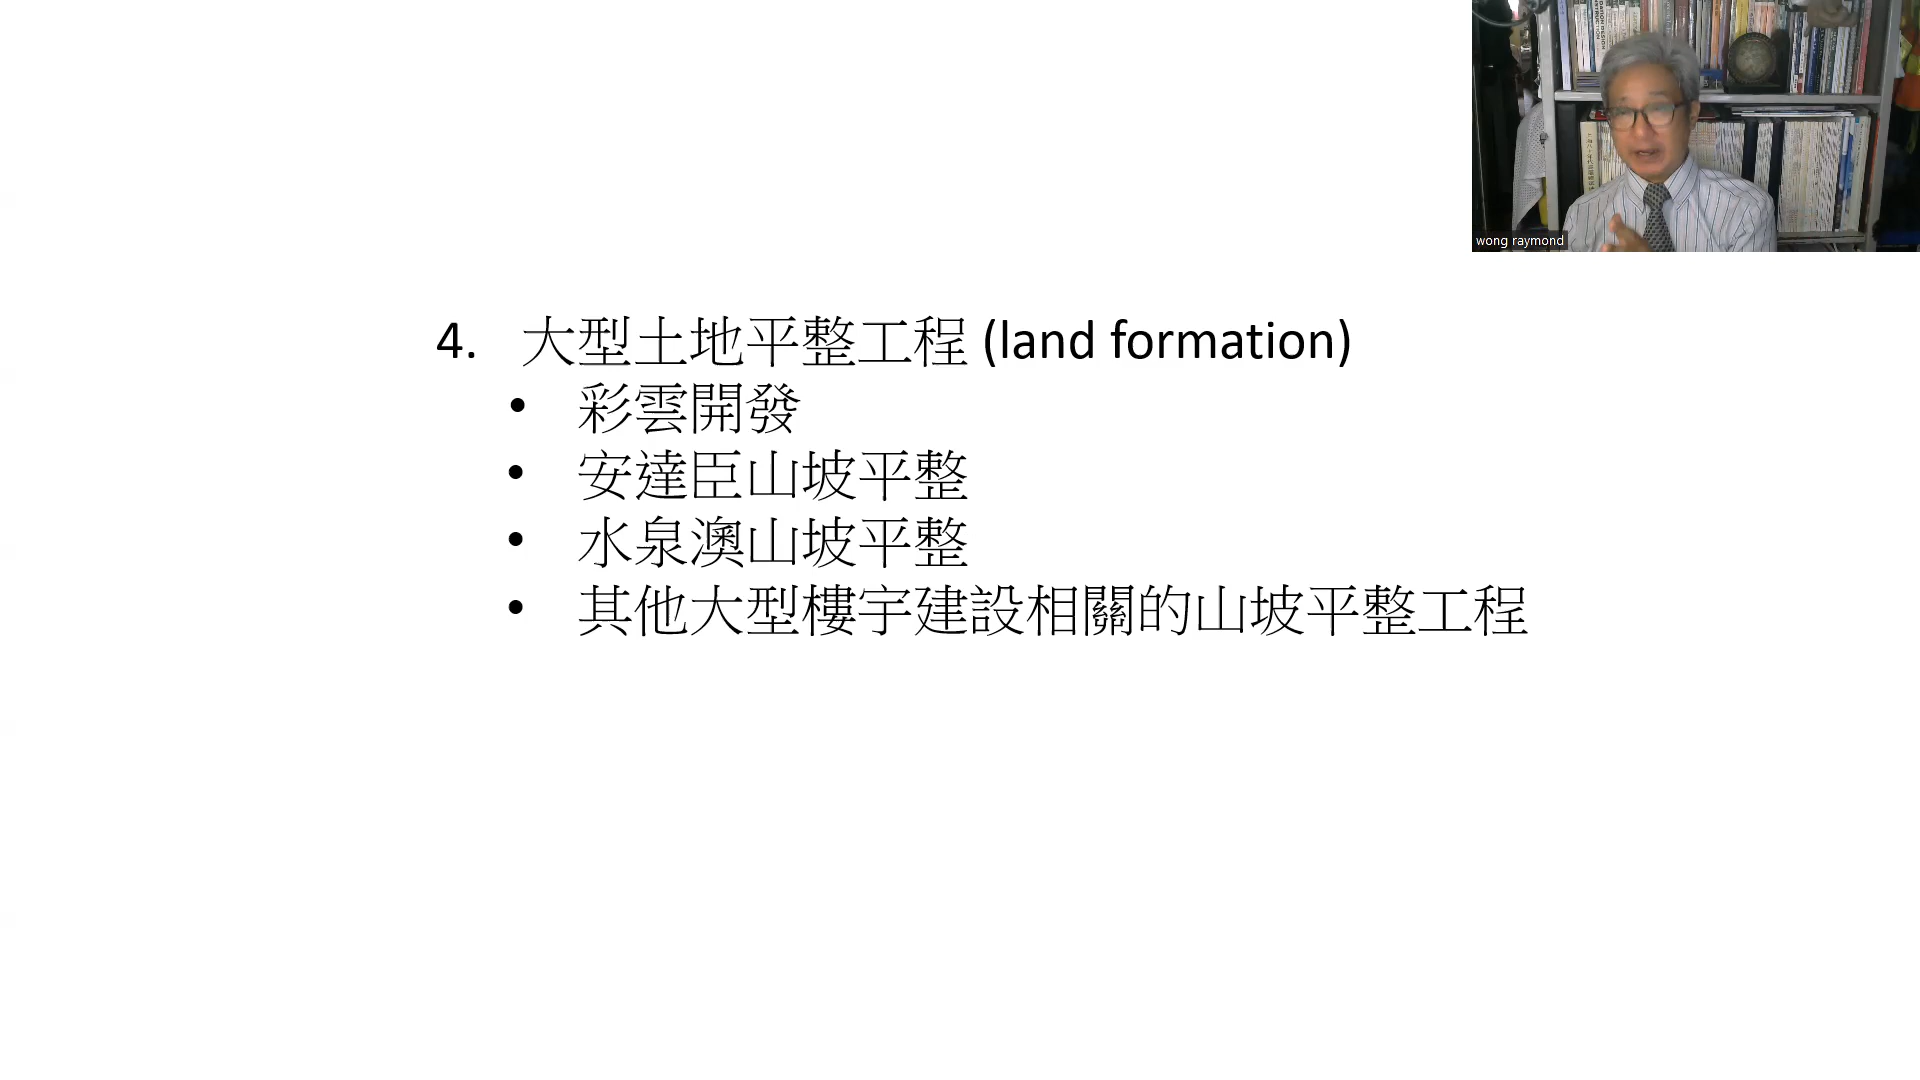 wong raymond
4. 大型土地平整工程 (land formation)
• 彩雲開發
• 安達臣山坡平整
• 水泉澳山坡平整
• 其他大型樓宇建設相關的山坡平整工程